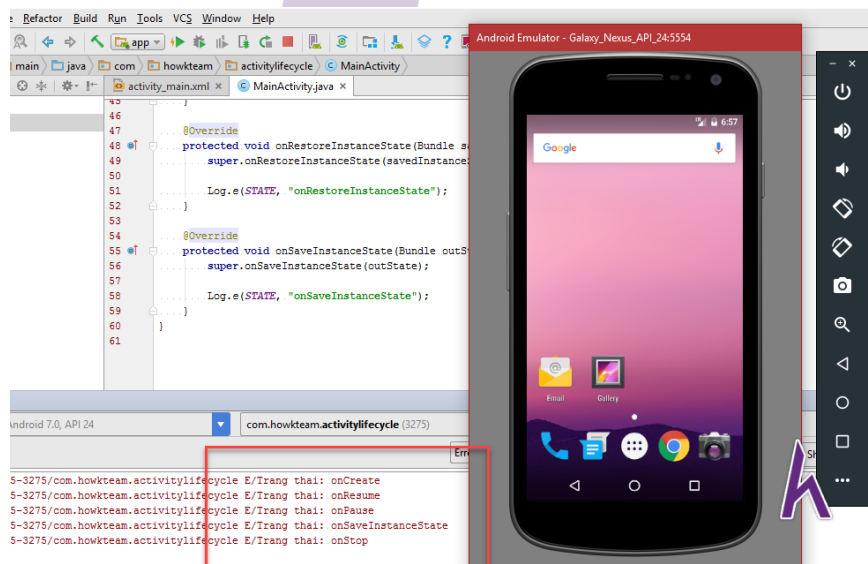 Refactor Build Run Tools VCS Window Help
app
Android Emulator - Galaxy_Nexus_API_24:5554
main java com howkteam activitylifecycle MainActivity
activity_main.xml MainActivity.java
45 }
46
47 @Override
48 protected void onRestoreInstanceState(Bundle
49 super.onRestoreInstanceState(
50
51 Log.e(STATE, "onRestoreInstanceState");
52 }
53
54 @Override
55 protected void onSaveInstanceState(Bundle
56 super.onSaveInstanceState(outState);
57
58 Log.e(STATE, "onSaveInstanceState");
59 }
60 }
61
6:57
Google
Email Gallery
Android 7.0, API 24
com.howkteam.activitylifecycle (3275)
5-3275/com.howkteam.activitylifecycle E/Trang thai: onCreate
5-3275/com.howkteam.activitylifecycle E/Trang thai: onResume
5-3275/com.howkteam.activitylifecycle E/Trang thai: onPause
5-3275/com.howkteam.activitylifecycle E/Trang thai: onSaveInstanceState
5-3275/com.howkteam.activitylifecycle E/Trang thai: onStop